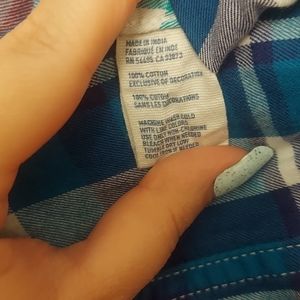 MADE IN INDIA
FABRIQUÉ EN INDE
RN 54485 CA 33873
100% COTTON
EXCLUSIVE OF DECORATION
100% COTON
SANS LES DECORATIONS
MACHINE WASH COLD
WITH LIKE COLORS
USE ONLY NON-CHLORINE
BLEACH WHEN NEEDED
TUMBLE DRY LOW
COOL IRON IF NEEDED